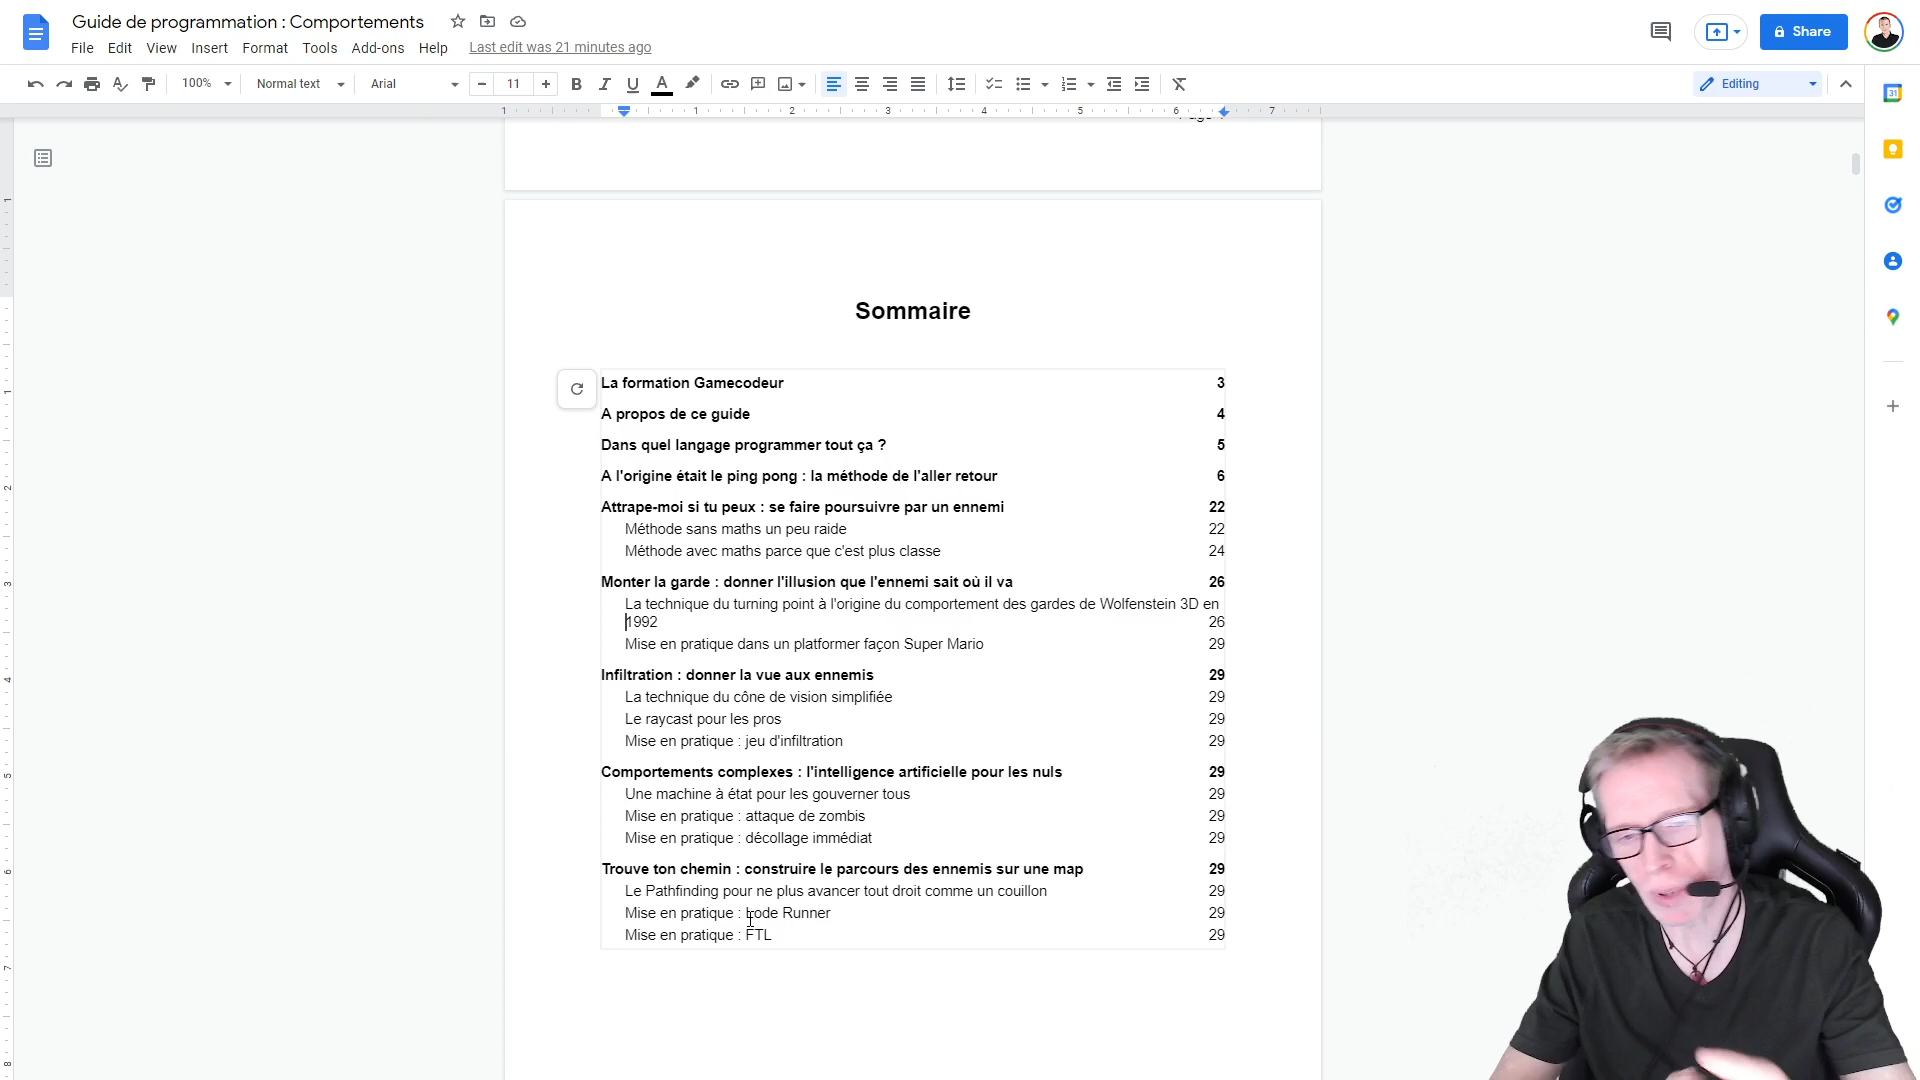 Guide de programmation : Comportements
File Edit View Insert Format Tools Add-ons Help Last edit was 21 minutes ago
Share
100% Normal text Arial 11 Editing
1 1 2 3 4 5 6 7
31
Sommaire
La formation Gamecodeur 3
A propos de ce guide 4
Dans quel langage programmer tout ça ? 5
A l'origine était le ping pong : la méthode de l'aller retour 6
Attrape-moi si tu peux : se faire poursuivre par un ennemi 22
Méthode sans maths un peu raide 22
Méthode avec maths parce que c'est plus classe 24
Monter la garde : donner l'illusion que l'ennemi sait où il va 26
La technique du turning point à l'origine du comportement des gardes de Wolfenstein 3D en
1992 26
Mise en pratique dans un platformer façon Super Mario 29
Infiltration : donner la vue aux ennemis 29
La technique du cône de vision simplifiée 29
Le raycast pour les pros 29
Mise en pratique : jeu d'infiltration 29
Comportements complexes : l'intelligence artificielle pour les nuls 29
Une machine à état pour les gouverner tous 29
Mise en pratique : attaque de zombis 29
Mise en pratique : décollage immédiat 29
Trouve ton chemin : construire le parcours des ennemis sur une map 29
Le Pathfinding pour ne plus avancer tout droit comme un couillon 29
Mise en pratique : Lode Runner 29
Mise en pratique : FTL 29